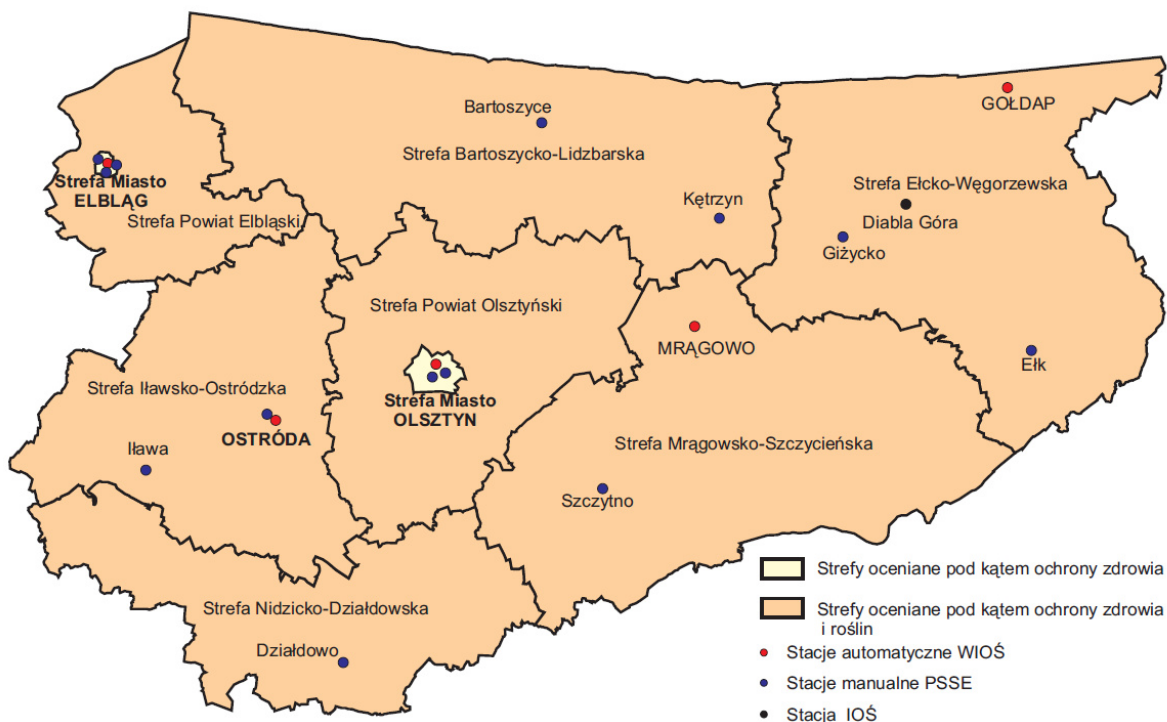 GOŁDAP
Bartoszyce
Strefa Bartoszycko-Lidzbarska
Strefa Miasto
ELBLĄG
Strefa Ełcko-Węgorzewska
Kętrzyn
Diabla Góra
Strefa Powiat Elbląski
Giżycko
Strefa Powiat Olsztyński
MRĄGOWO
Ełk
Strefa Iławsko-Ostródzka
Strefa Miasto
OLSZTYN
OSTRÓDA
Iława
Strefa Mrągowsko-Szczycieńska
Szczytno
Strefa Nidzicko-Działdowska
Działdowo
Strefy oceniane pod kątem ochrony zdrowia
Strefy oceniane pod kątem ochrony zdrowia
i roślin
Stacje automatyczne WIOŚ
Stacje manualne PSSE
Stacja IOŚ